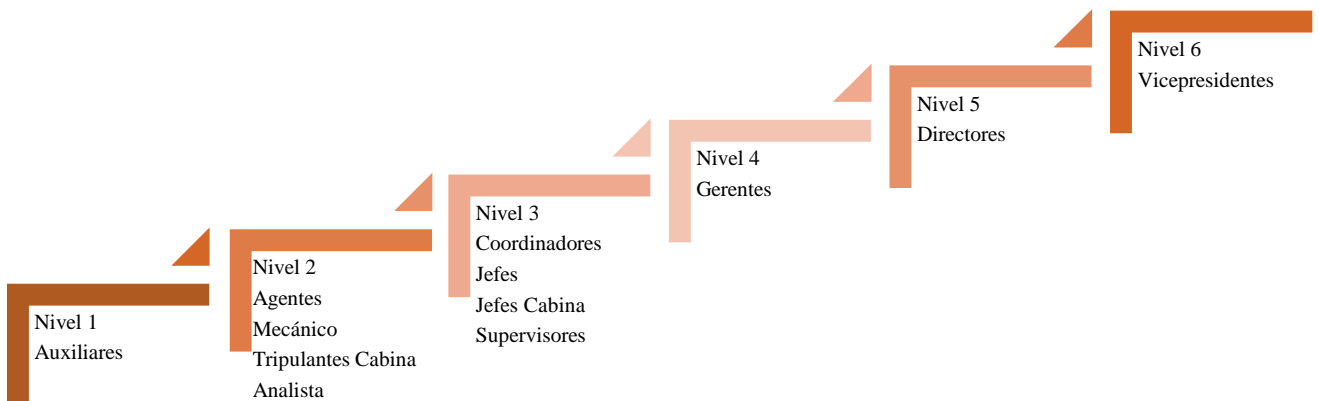 Nivel 1
Auxiliares
Nivel 2
Agentes
Mecánico
Tripulantes Cabina
Analista
Nivel 3
Coordinadores
Jefes
Jefes Cabina
Supervisores
Nivel 4
Gerentes
Nivel 5
Directores
Nivel 6
Vicepresidentes